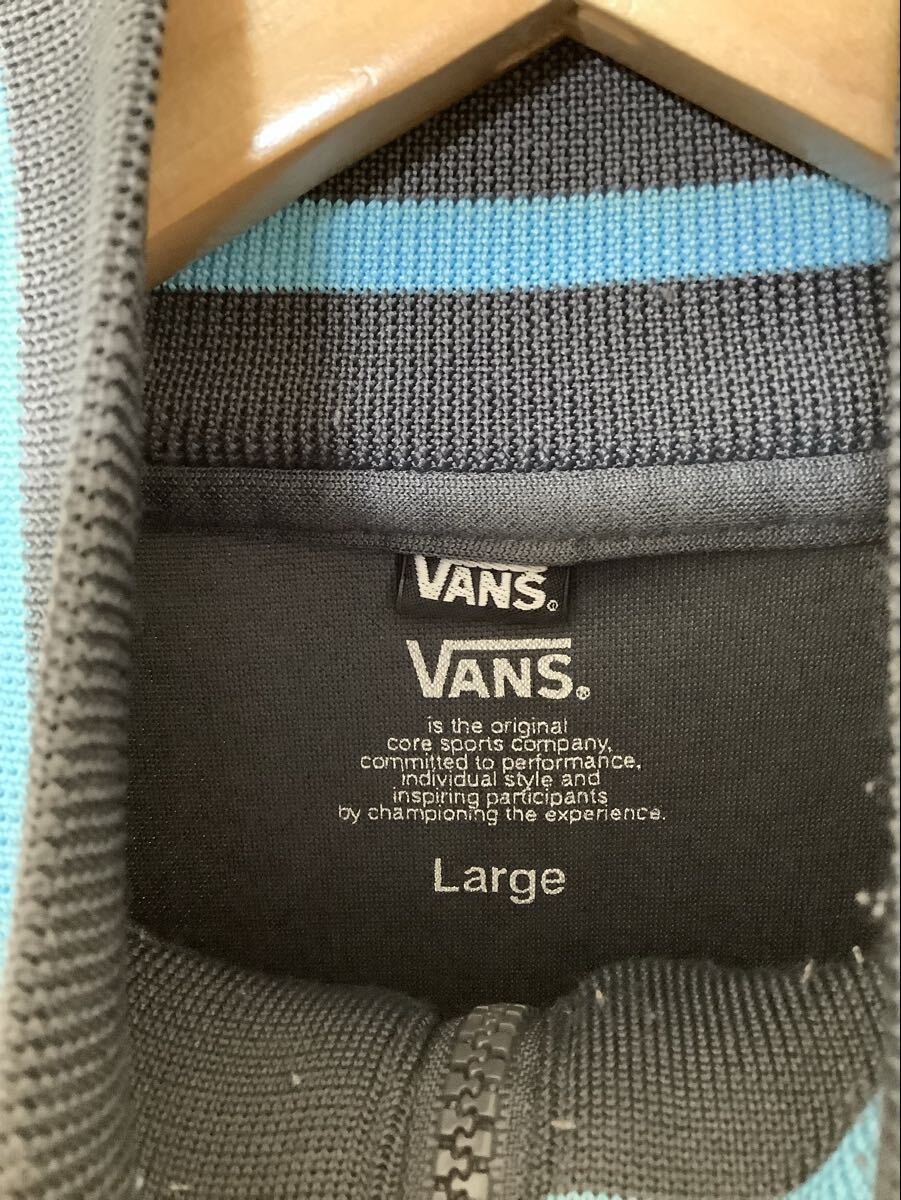 VANS®
VANS®
is the original
core sports company,
committed to performance,
individual style and
inspiring participants
by championing the experience.
Large